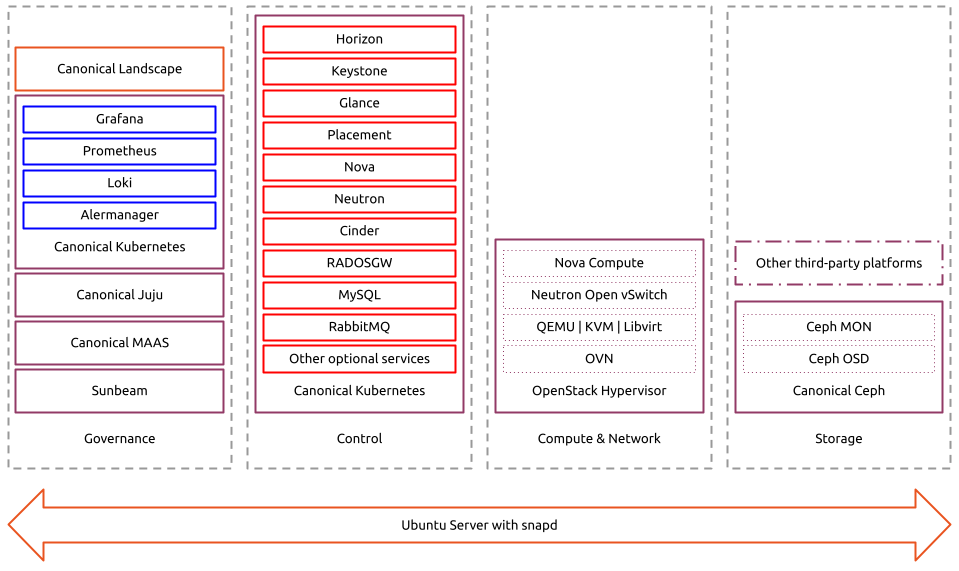 Canonical Landscape
Grafana
Prometheus
Loki
Alermanager
Canonical Kubernetes
Canonical Juju
Canonical MAAS
Sunbeam
Governance
Horizon
Keystone
Glance
Placement
Nova
Neutron
Cinder
RADOSGW
MySQL
RabbitMQ
Other optional services
Canonical Kubernetes
Control
Nova Compute
Neutron Open vSwitch
QEMU | KVM | Libvirt
OVN
OpenStack Hypervisor
Compute & Network
Other third-party platforms
Ceph MON
Ceph OSD
Canonical Ceph
Storage
Ubuntu Server with snapd